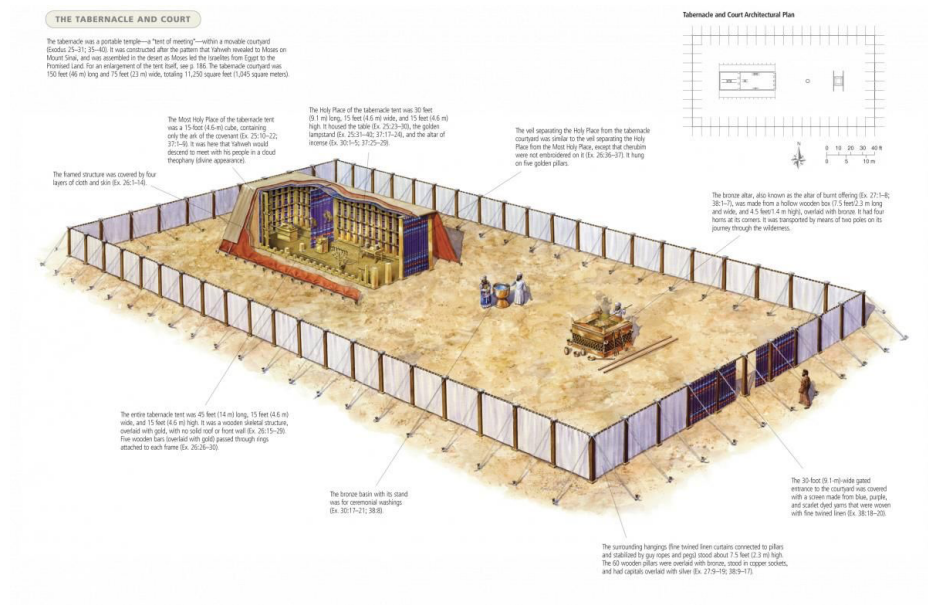 THE TABERNACLE AND COURT
The tabernacle was a portable temple—a "tent of meeting"—within a movable courtyard
(Exodus 25–31; 35–40). It was constructed after the pattern that Yahweh revealed to Moses on
Mount Sinai, and was assembled in the desert as Moses led the Israelites from Egypt to the
Promised Land. For an enlargement of the tent itself, see p. 186. The tabernacle courtyard was
150 feet (46 m) long and 75 feet (23 m) wide, totaling 11,250 square feet (1,045 square meters).
Tabernacle and Court Architectural Plan
N
0 10 20 30 40 ft
0 5 10 m
The Most Holy Place of the tabernacle tent
was a 15-foot (4.6-m) cube, containing
only the ark of the covenant (Ex. 25:10–22;
37:1–9). It was here that Yahweh would
descend to meet with his people in a cloud
theophany (divine appearance).
The Holy Place of the tabernacle tent was 30 feet
(9.1 m) long, 15 feet (4.6 m) wide, and 15 feet (4.6 m)
high. It housed the table (Ex. 25:23–30), the golden
lampstand (Ex. 25:31–40; 37:17–24), and the altar of
incense (Ex. 30:1–5; 37:25–29).
The veil separating the Holy Place from the tabernacle
courtyard was similar to the veil separating the Holy
Place from the Most Holy Place, except that cherubim
were not embroidered on it (Ex. 26:36–37). It hung
on five golden pillars.
The framed structure was covered by four
layers of cloth and skin (Ex. 26:1–14).
The bronze altar, also known as the altar of burnt offering (Ex. 27:1–8;
38:1–7), was made from a hollow wooden box (7.5 feet/2.3 m long
and wide, and 4.5 feet/1.4 m high), overlaid with bronze. It had four
horns at its corners. It was transported by means of two poles on its
journey through the wilderness.
The entire tabernacle tent was 45 feet (14 m) long, 15 feet (4.6 m)
wide, and 15 feet (4.6 m) high. It was a wooden skeletal structure,
overlaid with gold, with no solid roof or front wall (Ex. 26:15–29).
Five wooden bars (overlaid with gold) passed through rings
attached to each frame (Ex. 26:26–30)
The bronze basin with its stand
was for ceremonial washings
(Ex. 30:17–21; 38:8).
The 30-foot (9.1-m)-wide gated
entrance to the courtyard was covered
with a screen made from blue, purple,
and scarlet dyed yarns that were woven
with fine twined linen (Ex. 38:18–20).
The surrounding hangings (fine twined linen curtains connected to pillars
and stabilized by guy ropes and pegs) stood about 7.5 feet (2.3 m) high.
The 60 wooden pillars were overlaid with bronze, stood in copper sockets,
and had capitals overlaid with silver (Ex. 27:9–19; 38:9–17).